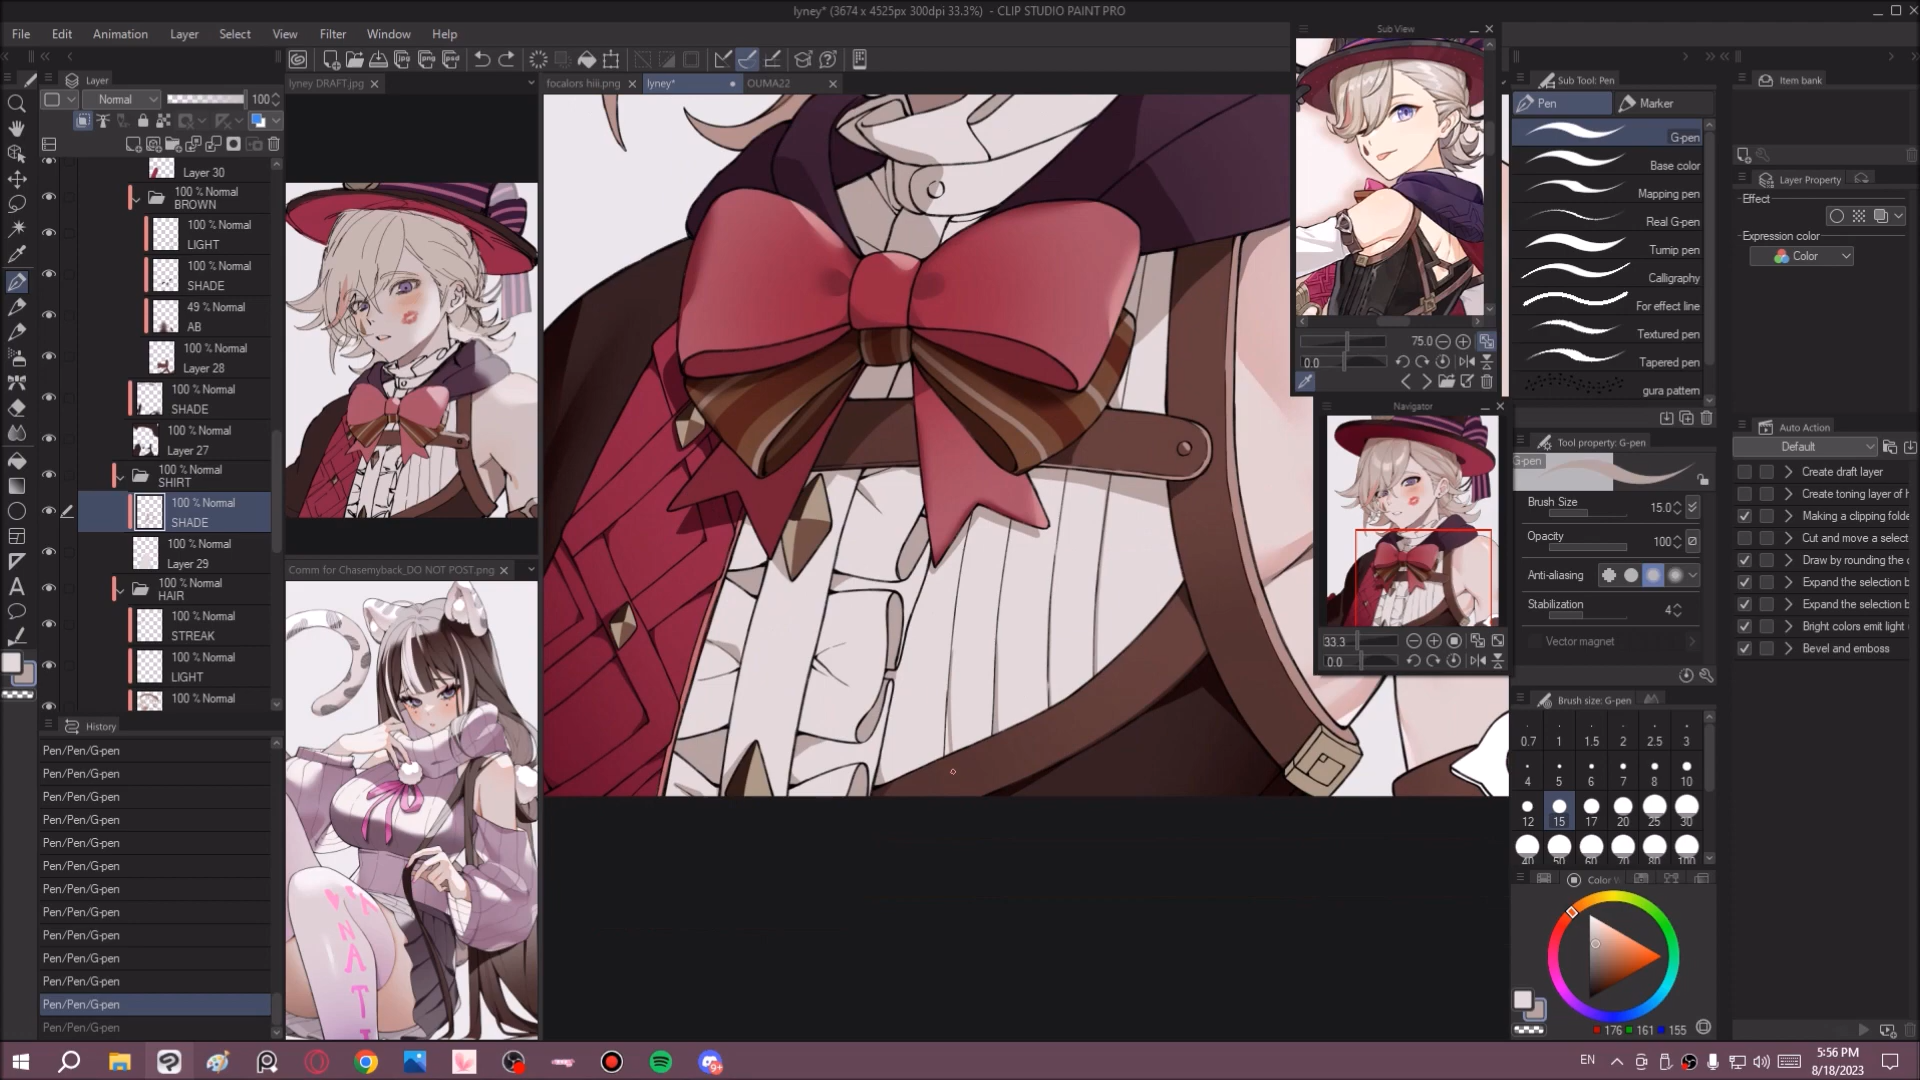 lyney* (3674 x 4525px 300dpi 33.3%) - CLIP STUDIO PAINT PRO
File Edit Animation Layer Select View Filter Window Help
Layer
Normal 100
Layer 30
100 % Normal
BROWN
100 % Normal
LIGHT
100 % Normal
SHADE
49 % Normal
AB
100 % Normal
Layer 28
100 % Normal
SHADE
100 % Normal
Layer 27
100 % Normal
SHIRT
100 % Normal
SHADE
100 % Normal
Layer 29
100 % Normal
HAIR
100 % Normal
STREAK
100 % Normal
LIGHT
100 % Normal
History
Pen/Pen/G-pen
Pen/Pen/G-pen
Pen/Pen/G-pen
Pen/Pen/G-pen
Pen/Pen/G-pen
Pen/Pen/G-pen
Pen/Pen/G-pen
Pen/Pen/G-pen
Pen/Pen/G-pen
Pen/Pen/G-pen
Pen/Pen/G-pen
Pen/Pen/G-pen
Pen/Pen/G-pen
lyney DRAFT.jpg
Comm for Chasemyback_DO NOT POST.png
focalors hiii.png lyney* OUMA22
Sub View
75.0
0.0
Navigator
33.3
0.0
Sub Tool: Pen
Pen Marker
G-pen
Base color
Mapping pen
Real G-pen
Turnip pen
Calligraphy
For effect line
Textured pen
Tapered pen
gura pattern
Tool property: G-pen
G-pen
Brush Size 15.0
Opacity 100
Anti-aliasing
Stabilization 4
Vector magnet
Brush size: G-pen
0.7 1 1.5 2 2.5 3
4 5 6 7 8 10
12 15 17 20 25 30
40 50 60 70 80 100
Color
176 161 155
Item bank
Layer Property
Effect
Expression color
Color
Auto Action
Default
Create draft layer
Create toning layer of h
Making a clipping folde
Cut and move a select
Draw by rounding the c
Expand the selection b
Expand the selection b
Bright colors emit light
Bevel and emboss
EN
5:56 PM
8/18/2023
9+